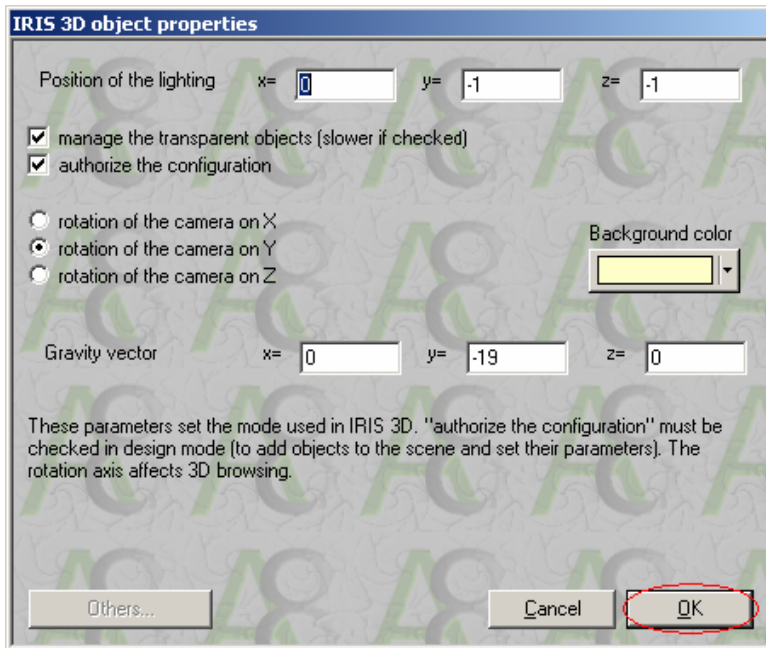 IRIS 3D object properties
Position of the lighting x= 0 y= -1 z= -1
manage the transparent objects (slower if checked)
authorize the configuration
rotation of the camera on X
rotation of the camera on Y
rotation of the camera on Z
Background color
Gravity vector x= 0 y= -19 z= 0
These parameters set the mode used in IRIS 3D. "authorize the configuration" must be
checked in design mode (to add objects to the scene and set their parameters). The
rotation axis affects 3D browsing.
Others... Cancel OK